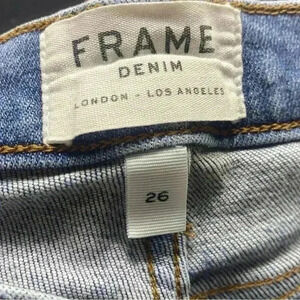 FRAME
DENIM
LONDON - LOS ANGELES
26